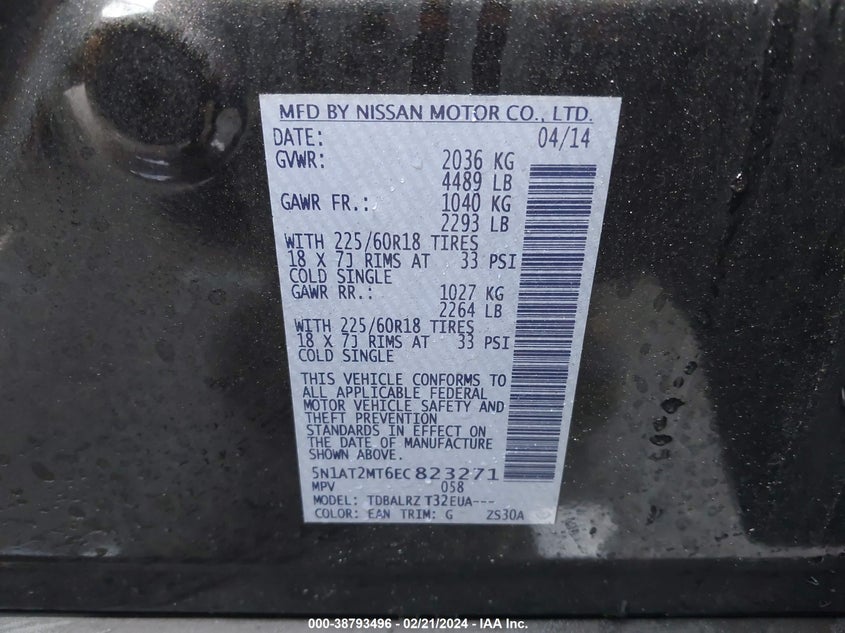 MFD BY NISSAN MOTOR CO., LTD.
DATE: 04/14
GVWR: 2036 KG
4489 LB
GAWR FR.: 1040 KG
2293 LB
WITH 225/60R18 TIRES
18 X 7J RIMS AT 33 PSI
COLD SINGLE
GAWR RR.: 1027 KG
2264 LB
WITH 225/60R18 TIRES
18 X 7J RIMS AT 33 PSI
COLD SINGLE
THIS VEHICLE CONFORMS TO
ALL APPLICABLE FEDERAL
MOTOR VEHICLE SAFETY AND
THEFT PREVENTION
STANDARDS IN EFFECT ON
THE DATE OF MANUFACTURE
SHOWN ABOVE.
5N1AT2MT6EC823271
MPV 058
MODEL: TDBALRZ T32EUA---
COLOR: EAN TRIM: G ZS30A
000-38793496 - 02/21/2024 - IAA Inc.